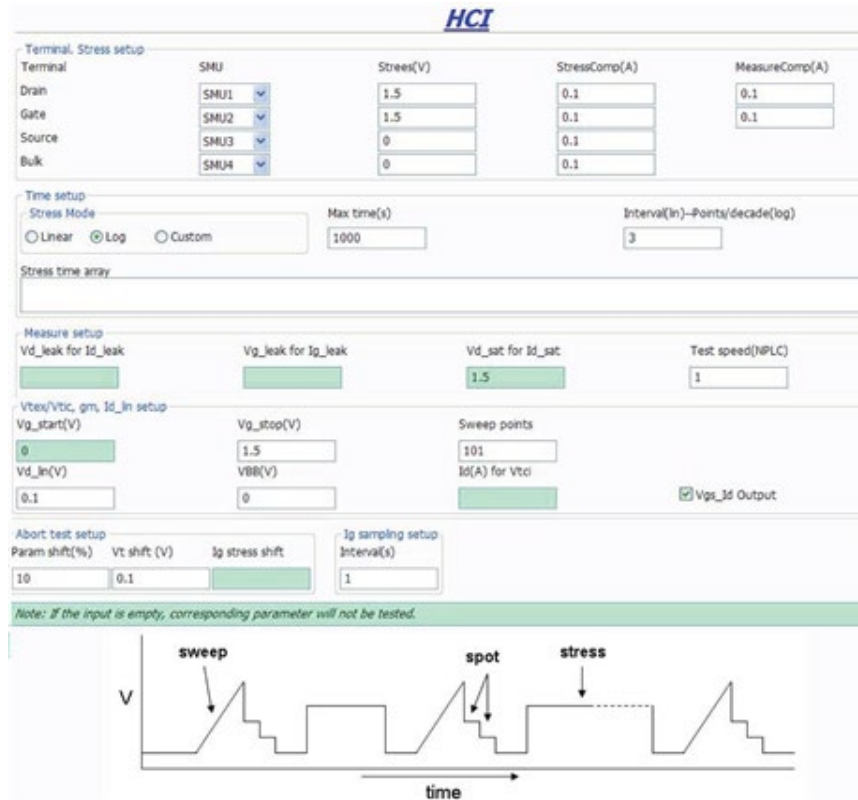 HCI
Terminal, Stress setup
Terminal SMU Strees(V) StressComp(A) MeasureComp(A)
Drain SMU1 1.5 0.1 0.1
Gate SMU2 1.5 0.1 0.1
Source SMU3 0 0.1
Bulk SMU4 0 0.1
Time setup
Stress Mode Max time(s) Interval(ln)--Points/decade(log)
Linear Log Custom 1000 3
Stress time array
Measure setup
Vd_leak for Id_leak Vg_leak for Ig_leak Vd_sat for Id_sat Test speed(NPLC)
1.5 1
Vtex/Vtic, gm, Id_lin setup
Vg_start(V) Vg_stop(V) Sweep points
0 1.5 101
Vd_lin(V) VBB(V) Id(A) for Vtci
0.1 0 Vgs_Id Output
Abort test setup Ig sampling setup
Param shift(%) Vt shift (V) Ig stress shift Interval(s)
10 0.1 1
Note: If the input is empty, corresponding parameter will not be tested.
sweep spot stress
V
time